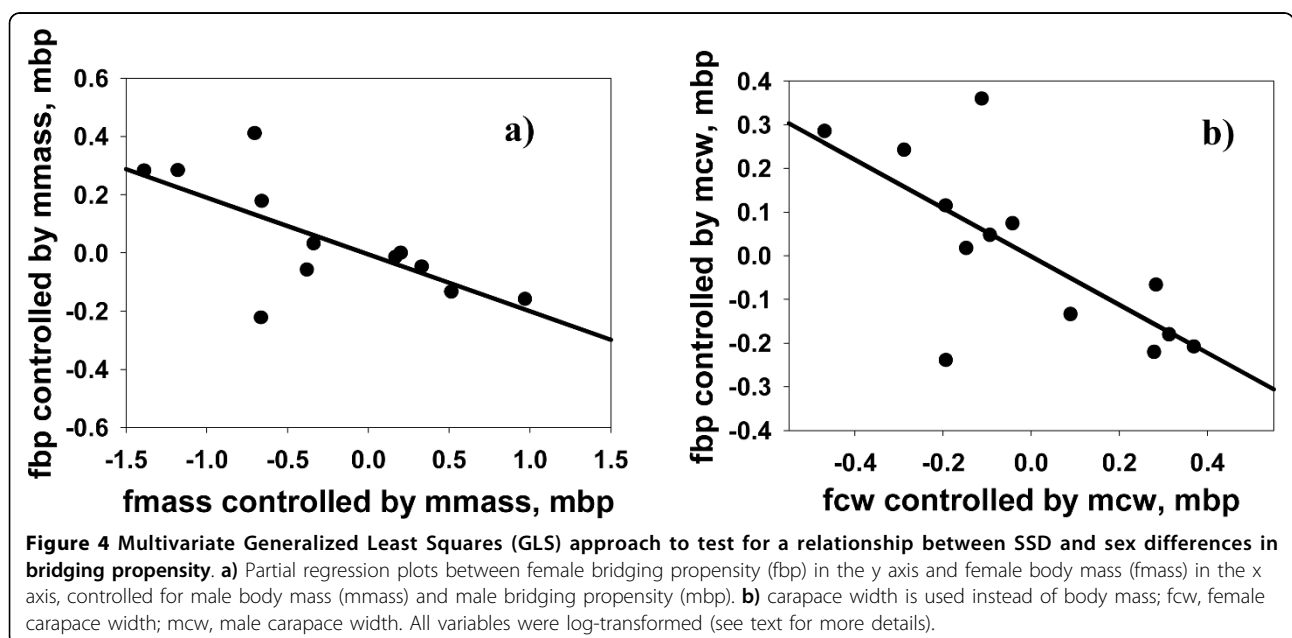 a)
fbp controlled by mmass, mbp
0.6
0.4
0.2
0.0
-0.2
-0.4
-0.6
-1.5 -1.0 -0.5 0.0 0.5 1.0 1.5
fmass controlled by mmass, mbp
b)
fbp controlled by mcw, mbp
0.4
0.3
0.2
0.1
0.0
-0.1
-0.2
-0.3
-0.4
-0.4 -0.2 0.0 0.2 0.4
fcw controlled by mcw, mbp
Figure 4 Multivariate Generalized Least Squares (GLS) approach to test for a relationship between SSD and sex differences in
bridging propensity. a) Partial regression plots between female bridging propensity (fbp) in the y axis and female body mass (fmass) in the x
axis, controlled for male body mass (mmass) and male bridging propensity (mbp). b) carapace width is used instead of body mass; fcw, female
carapace width; mcw, male carapace width. All variables were log-transformed (see text for more details).